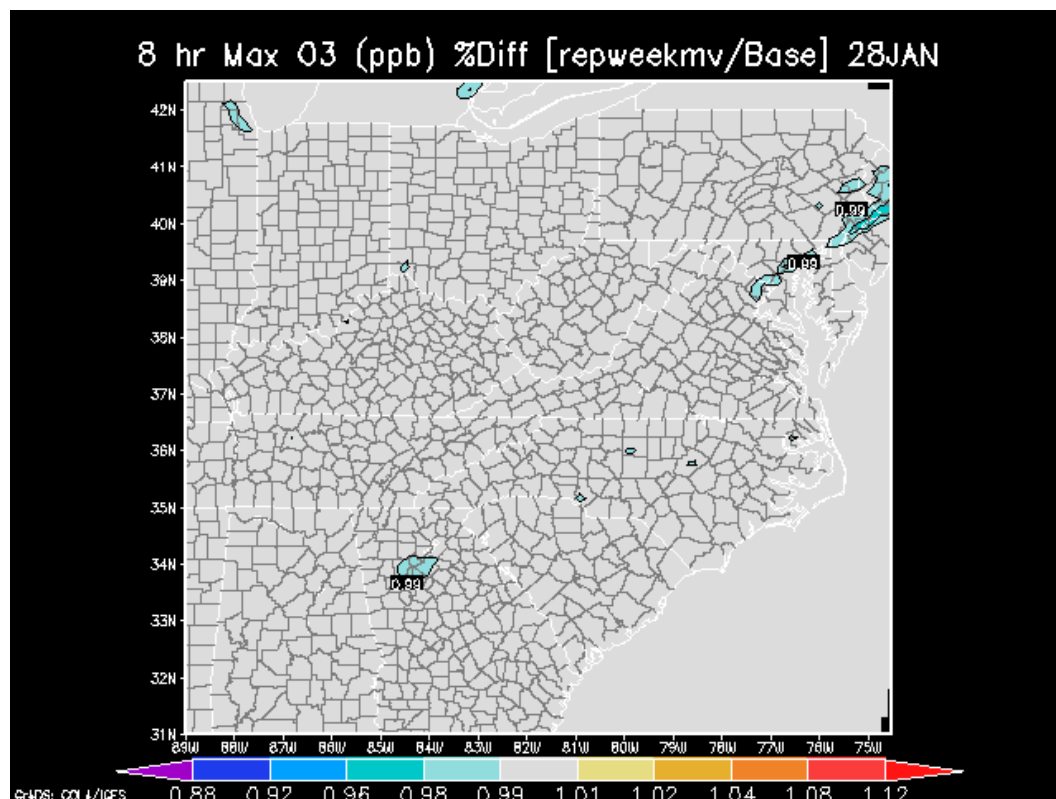 8 hr Max O3 (ppb) %Diff [repweekmv/Base] 28JAN
42N
41N
40N
39N
38N
37N
36N
35N
34N
33N
32N
31N
0.99
0.99
0.99
89W 88W 87W 86W 85W 84W 83W 82W 81W 80W 79W 78W 77W 76W 75W
GrADS: COLA/IGES
0.88 0.92 0.96 0.98 0.99 1.01 1.02 1.04 1.08 1.12